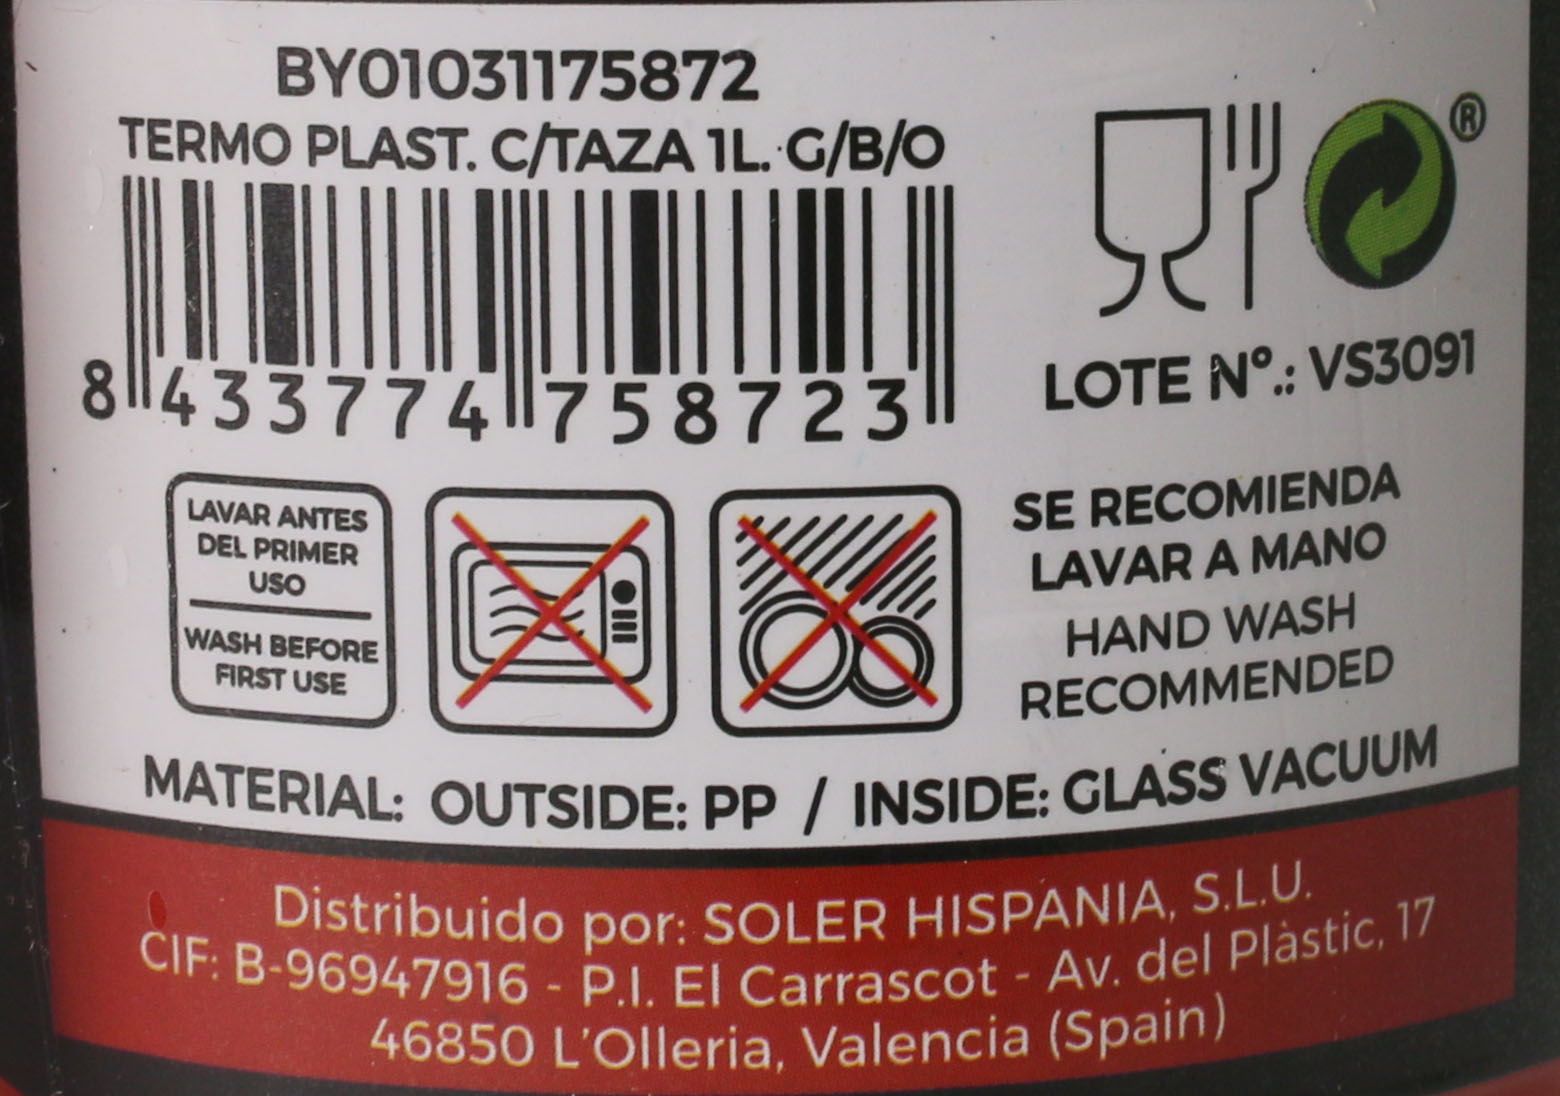 BY01031175872
TERMO PLAST. C/TAZA 1L. G/B/O
8 433774 758723
®
LOTE Nº.: VS3091
LAVAR ANTES
DEL PRIMER
USO
WASH BEFORE
FIRST USE
SE RECOMIENDA
LAVAR A MANO
HAND WASH
RECOMMENDED
MATERIAL: OUTSIDE: PP / INSIDE: GLASS VACUUM
Distribuido por: SOLER HISPANIA, S.L.U.
CIF: B-96947916 - P.I. El Carrascot - Av. del Plàstic, 17
46850 L'Olleria, Valencia (Spain)